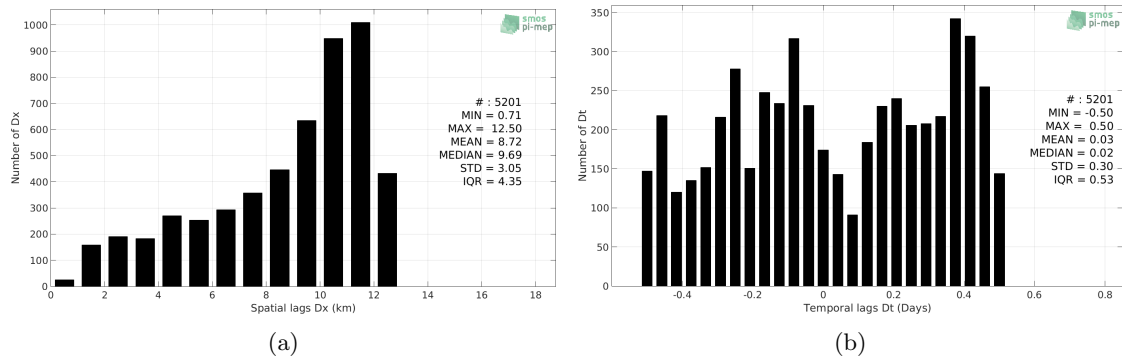 smos
pi-mep
Number of Dx
1000
900
800
700
600
500
400
300
200
100
0
# : 5201
MIN = 0.71
MAX = 12.50
MEAN = 8.72
MEDIAN = 9.69
STD = 3.05
IQR = 4.35
0 2 4 6 8 10 12 14 16 18
Spatial lags Dx (km)
(a)
smos
pi-mep
Number of Dt
350
300
250
200
150
100
50
0
# : 5201
MIN = -0.50
MAX = 0.50
MEAN = 0.03
MEDIAN = 0.02
STD = 0.30
IQR = 0.53
-0.4 -0.2 0 0.2 0.4 0.6 0.8
Temporal lags Dt (Days)
(b)